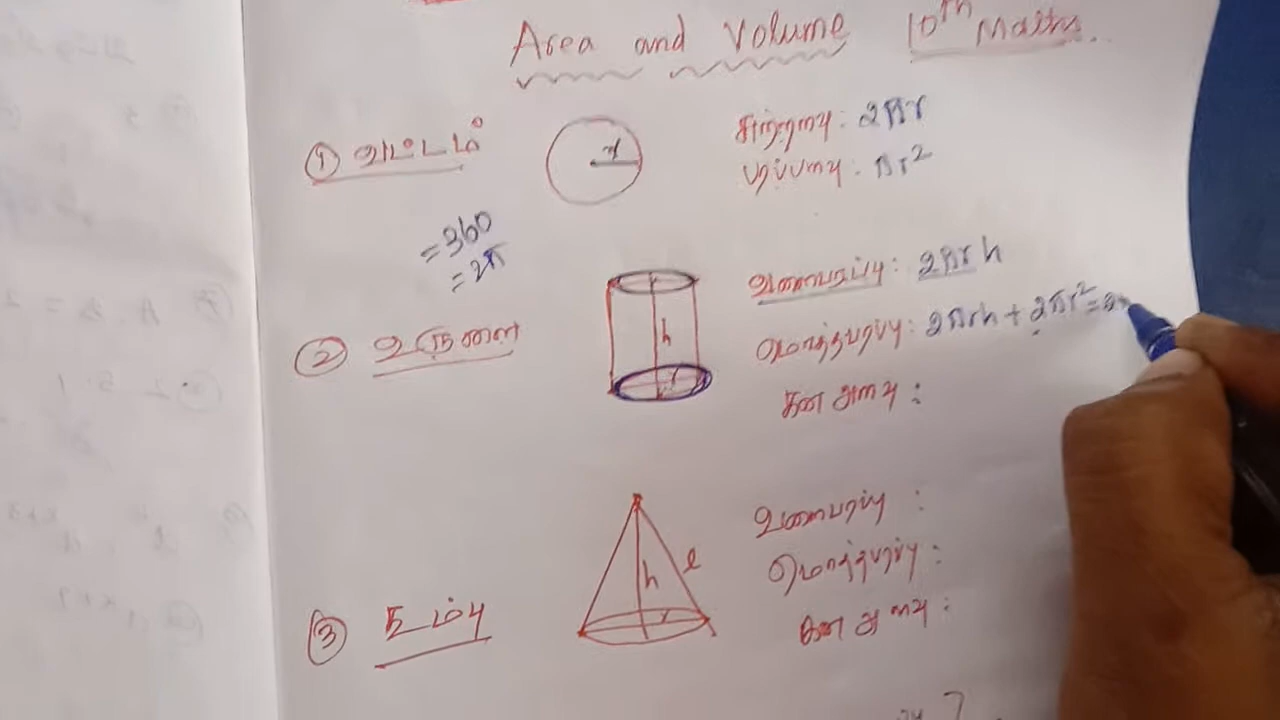 Area and Volume 10th Maths
① வட்டம் r சுற்றளவு : 2πr
பரப்பளவு : πr²
= 360
= 2π
② உருளை h r வளைபரப்பு : 2πrh
மொத்தபரப்பு : 2πrh + 2πr² = 2
கன அளவு :
③ கூம்பு h l r வளைபரப்பு :
மொத்தபரப்பு :
கன அளவு :